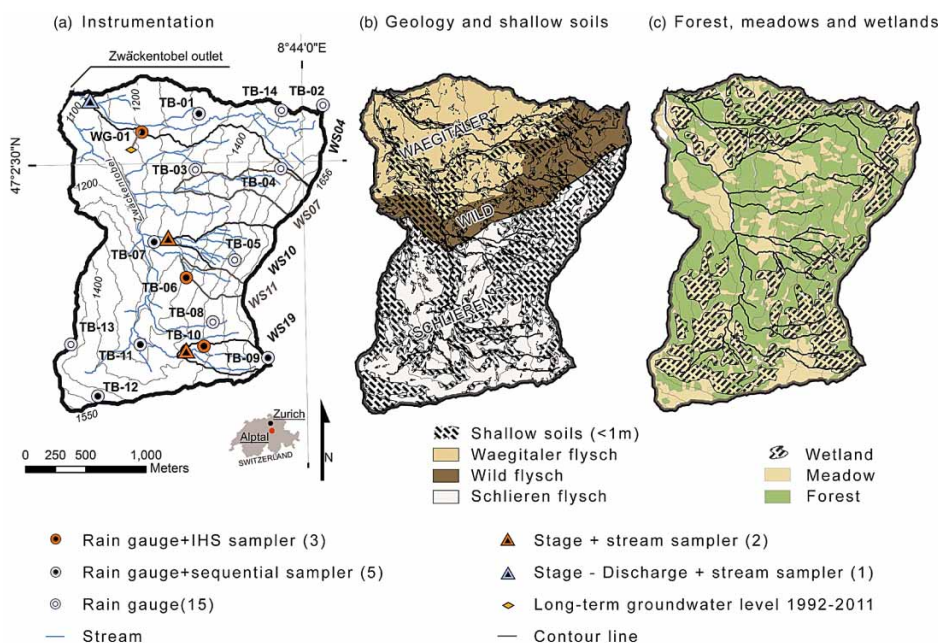 (a) Instrumentation
(b) Geology and shallow soils
(c) Forest, meadows and wetlands
8°44'0"E
Zwäckentobel outlet
47°2'30"N
1100
1200
TB-01
TB-14
TB-02
WG-01
WS04
1400
TB-03
TB-04
1656
1200
Zwäckentobel
WS07
TB-07
TB-05
WS10
TB-06
WS11
1400
TB-08
WS19
TB-13
TB-10
TB-11
TB-09
TB-12
1550
Zurich
Alptal
SWITZERLAND
N
0 250 500 1,000
Meters
WAEGITALER
WILD
SCHLIEREN
Shallow soils (<1m)
Waegitaler flysch
Wild flysch
Schlieren flysch
Wetland
Meadow
Forest
Rain gauge+IHS sampler (3)
Rain gauge+sequential sampler (5)
Rain gauge(15)
Stream
Stage + stream sampler (2)
Stage - Discharge + stream sampler (1)
Long-term groundwater level 1992-2011
Contour line